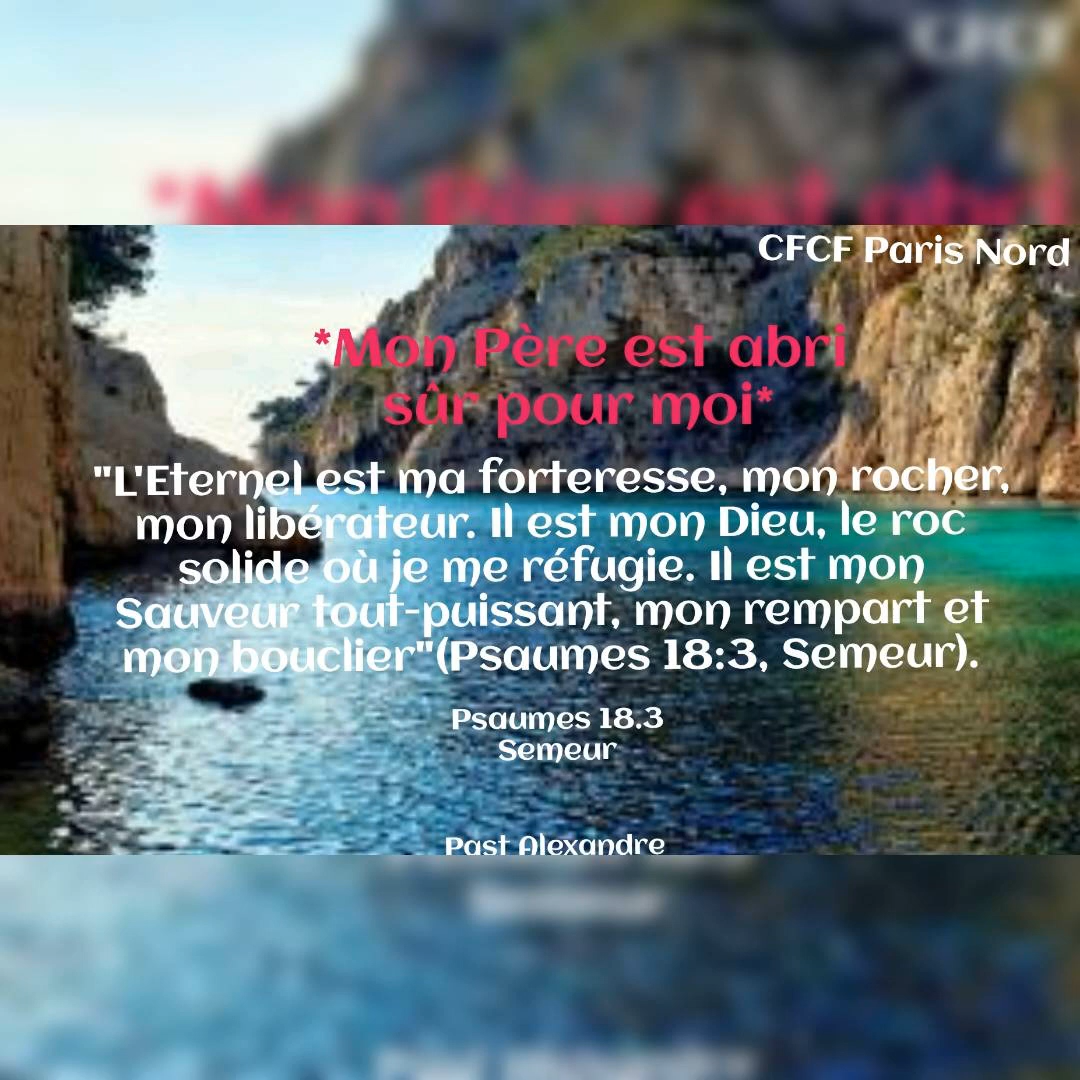 CFCF Paris Nord
*Mon Père est abri
sûr pour moi*
"L'Eternel est ma forteresse, mon rocher,
mon libérateur. Il est mon Dieu, le roc
solide où je me réfugie. Il est mon
Sauveur tout-puissant, mon rempart et
mon bouclier"(Psaumes 18:3, Semeur).
Psaumes 18.3
Semeur
Past Alexandre